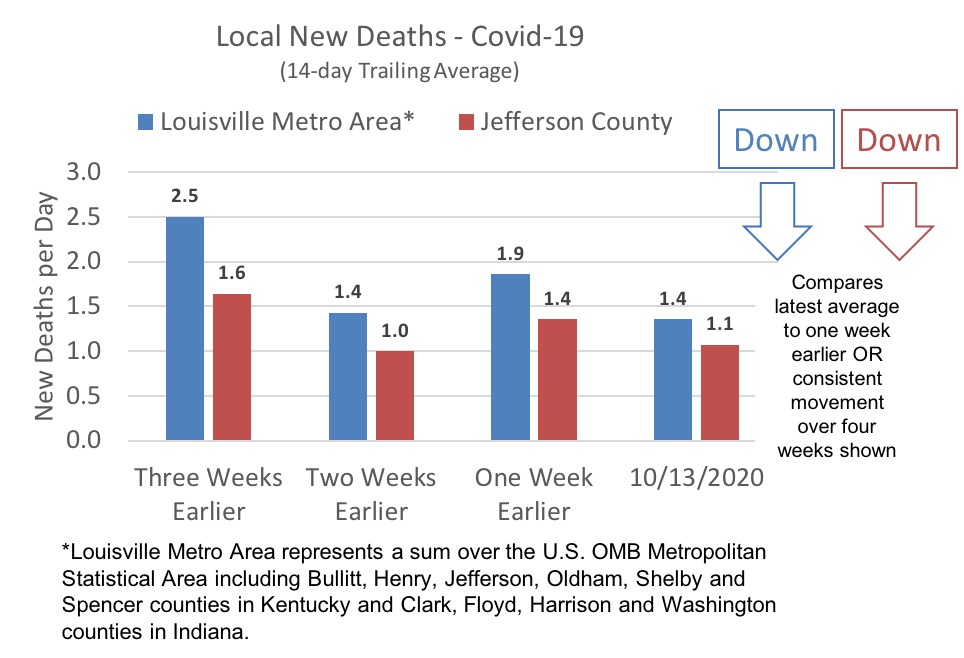 Local New Deaths - Covid-19
(14-day Trailing Average)
Louisville Metro Area*
Jefferson County
Down
Down
New Deaths per Day
3.0
2.5
2.0
1.5
1.0
0.5
0.0
2.5
1.6
1.4
1.0
1.9
1.4
1.4
1.1
Three Weeks
Earlier
Two Weeks
Earlier
One Week
Earlier
10/13/2020
Compares
latest average
to one week
earlier OR
consistent
movement
over four
weeks shown
*Louisville Metro Area represents a sum over the U.S. OMB Metropolitan
Statistical Area including Bullitt, Henry, Jefferson, Oldham, Shelby and
Spencer counties in Kentucky and Clark, Floyd, Harrison and Washington
counties in Indiana.